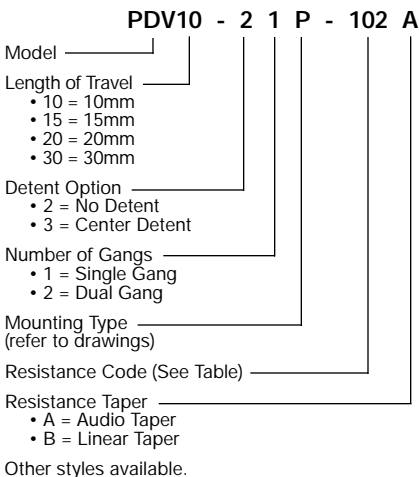 PDV10 - 2 1 P - 102 A
Model
Length of Travel
• 10 = 10mm
• 15 = 15mm
• 20 = 20mm
• 30 = 30mm
Detent Option
• 2 = No Detent
• 3 = Center Detent
Number of Gangs
• 1 = Single Gang
• 2 = Dual Gang
Mounting Type
(refer to drawings)
Resistance Code (See Table)
Resistance Taper
• A = Audio Taper
• B = Linear Taper
Other styles available.